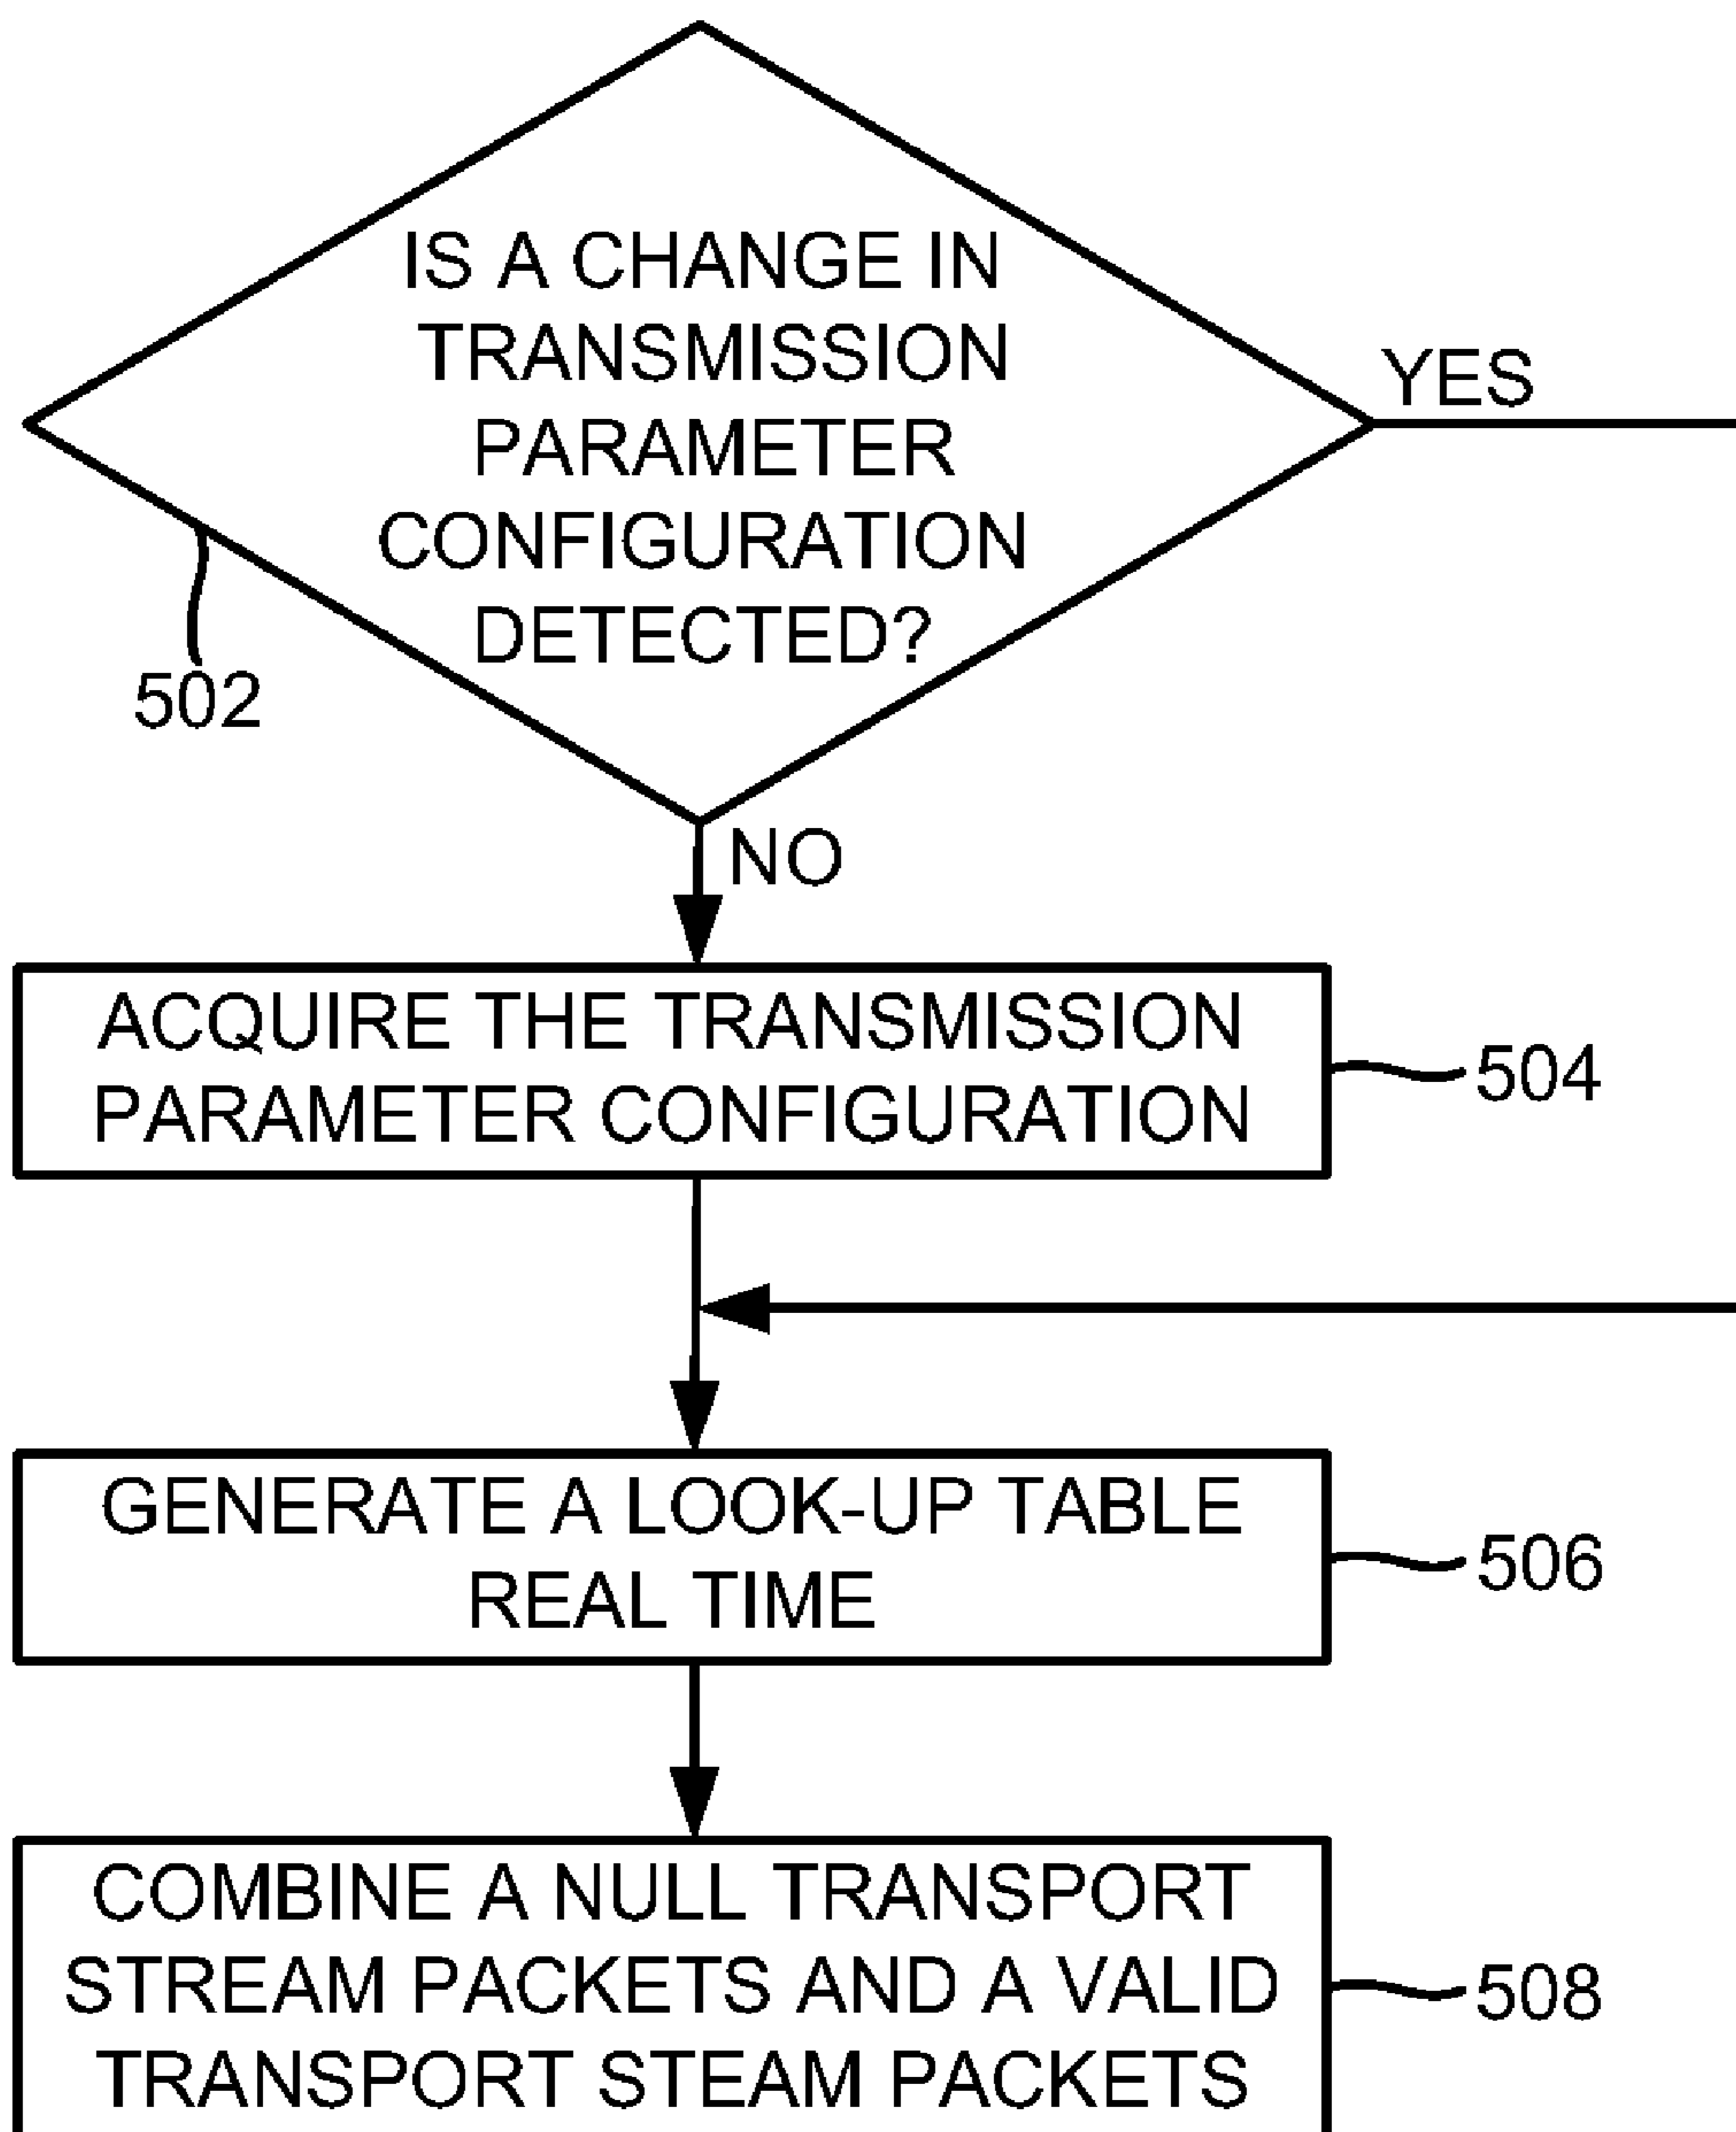 IS A CHANGE IN
TRANSMISSION
PARAMETER
CONFIGURATION
DETECTED?
YES
502
NO
ACQUIRE THE TRANSMISSION
PARAMETER CONFIGURATION
504
GENERATE A LOOK-UP TABLE
REAL TIME
506
COMBINE A NULL TRANSPORT
STREAM PACKETS AND A VALID
TRANSPORT STEAM PACKETS
508